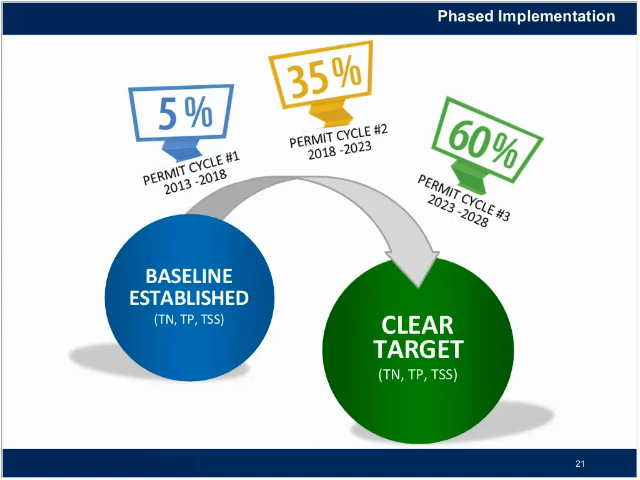 Phased Implementation
5%
PERMIT CYCLE #1
2013 -2018
35%
PERMIT CYCLE #2
2018 -2023
60%
PERMIT CYCLE #3
2023 -2028
BASELINE
ESTABLISHED
(TN, TP, TSS)
CLEAR
TARGET
(TN, TP, TSS)
21